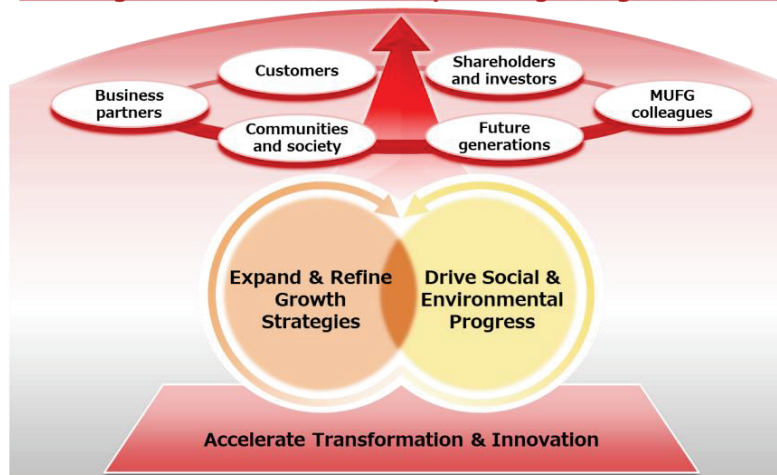 Customers
Shareholders
and investors
Business
partners
MUFG
colleagues
Communities
and society
Future
generations
Expand & Refine
Growth
Strategies
Drive Social &
Environmental
Progress
Accelerate Transformation & Innovation